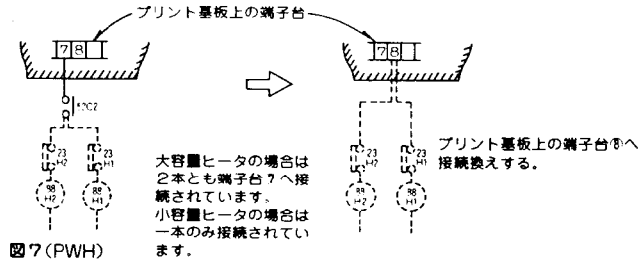 プリント基板上の端子台
7 8
7 8
52C2
23
H2
23
H1
23
H2
23
H1
88
H2
88
H1
88
H2
88
H1
大容量ヒータの場合は
2本とも端子台7へ接
続されています。
小容量ヒータの場合は
一本のみ接続されてい
ます。
プリント基板上の端子台⑧へ
接続換えする。
図7(PWH)